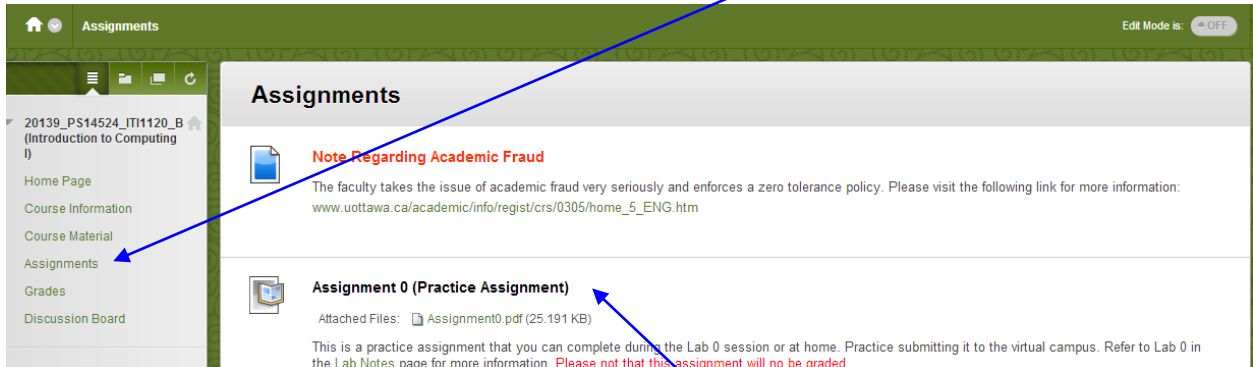 Assignments
Edit Mode is: OFF
Assignments
20139_PS14524_ITI1120_B
(Introduction to Computing
I)
Home Page
Course Information
Course Material
Assignments
Grades
Discussion Board
Note Regarding Academic Fraud
The faculty takes the issue of academic fraud very seriously and enforces a zero tolerance policy. Please visit the following link for more information:
www.uottawa.ca/academic/info/regist/crs/0305/home_5_ENG.htm
Assignment 0 (Practice Assignment)
Attached Files: Assignment0.pdf (25.191 KB)
This is a practice assignment that you can complete during the Lab 0 session or at home. Practice submitting it to the virtual campus. Refer to Lab 0 in
the Lab Notes page for more information. Please not that this assignment will no be graded